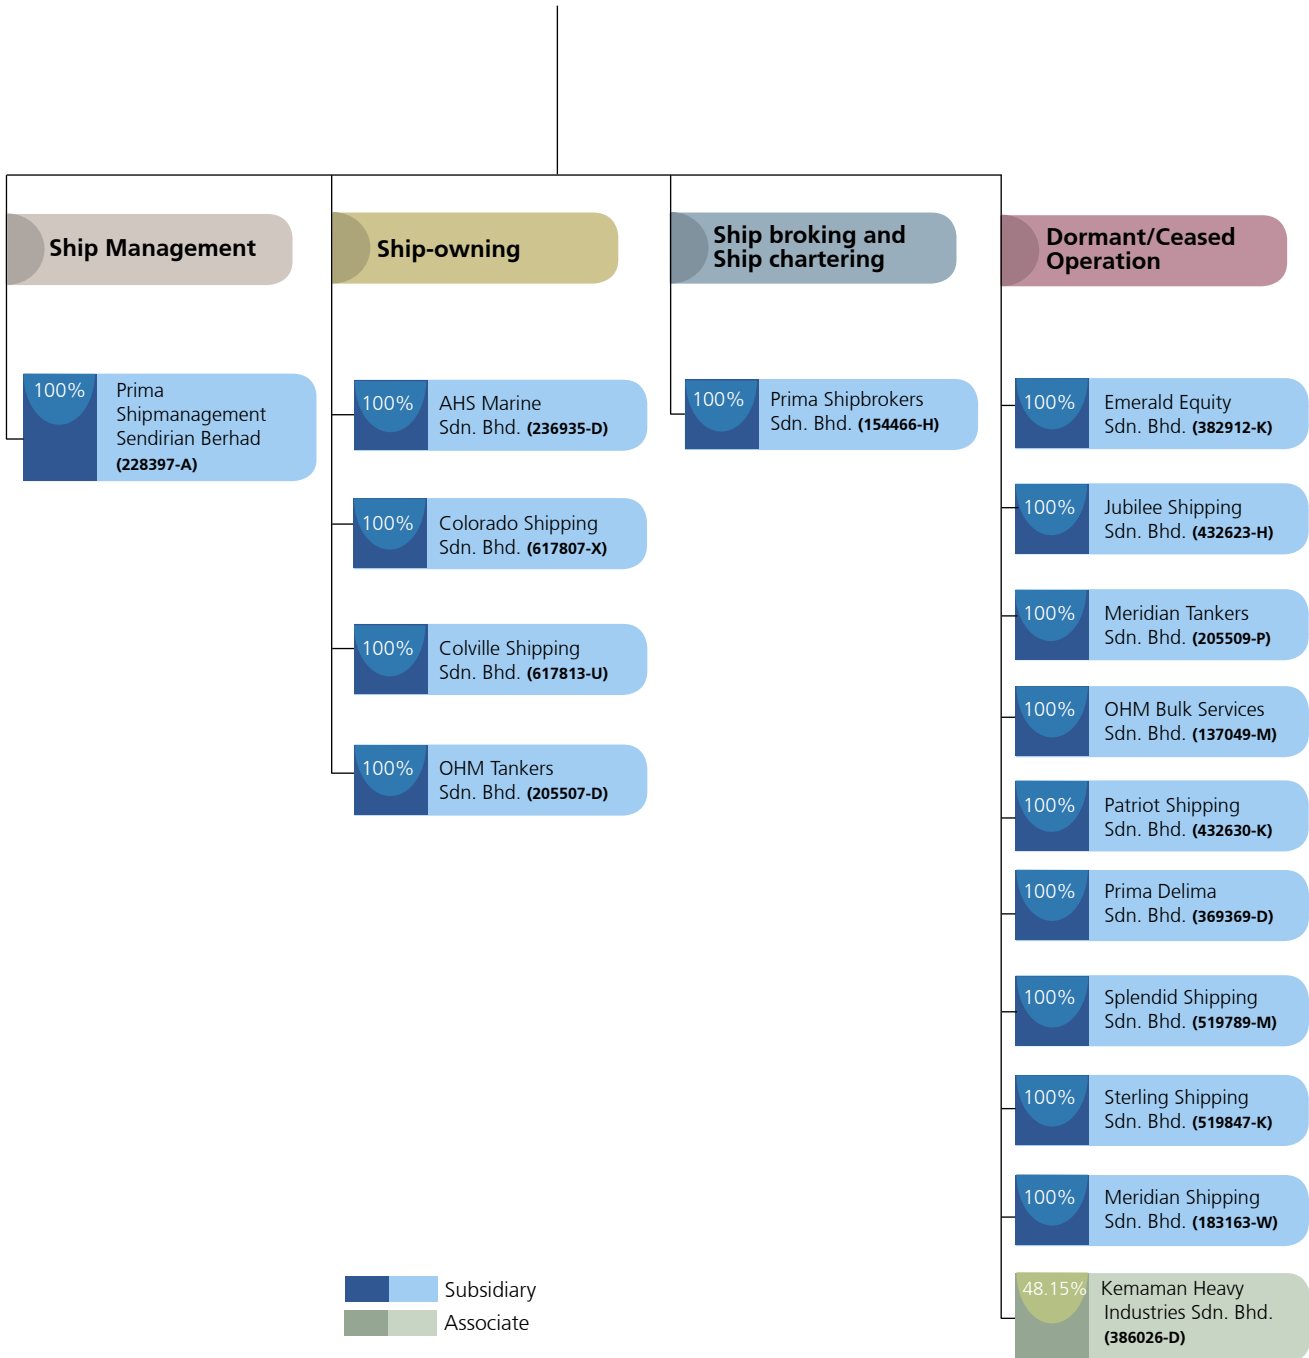 Ship Management
100%
Prima
Shipmanagement
Sendirian Berhad
(228397-A)
Ship-owning
100%
AHS Marine
Sdn. Bhd. (236935-D)
100%
Colorado Shipping
Sdn. Bhd. (617807-X)
100%
Colville Shipping
Sdn. Bhd. (617813-U)
100%
OHM Tankers
Sdn. Bhd. (205507-D)
Ship broking and
Ship chartering
100%
Prima Shipbrokers
Sdn. Bhd. (154466-H)
Dormant/Ceased
Operation
100%
Emerald Equity
Sdn. Bhd. (382912-K)
100%
Jubilee Shipping
Sdn. Bhd. (432623-H)
100%
Meridian Tankers
Sdn. Bhd. (205509-P)
100%
OHM Bulk Services
Sdn. Bhd. (137049-M)
100%
Patriot Shipping
Sdn. Bhd. (432630-K)
100%
Prima Delima
Sdn. Bhd. (369369-D)
100%
Splendid Shipping
Sdn. Bhd. (519789-M)
100%
Sterling Shipping
Sdn. Bhd. (519847-K)
100%
Meridian Shipping
Sdn. Bhd. (183163-W)
48.15%
Kemaman Heavy
Industries Sdn. Bhd.
(386026-D)
Subsidiary
Associate